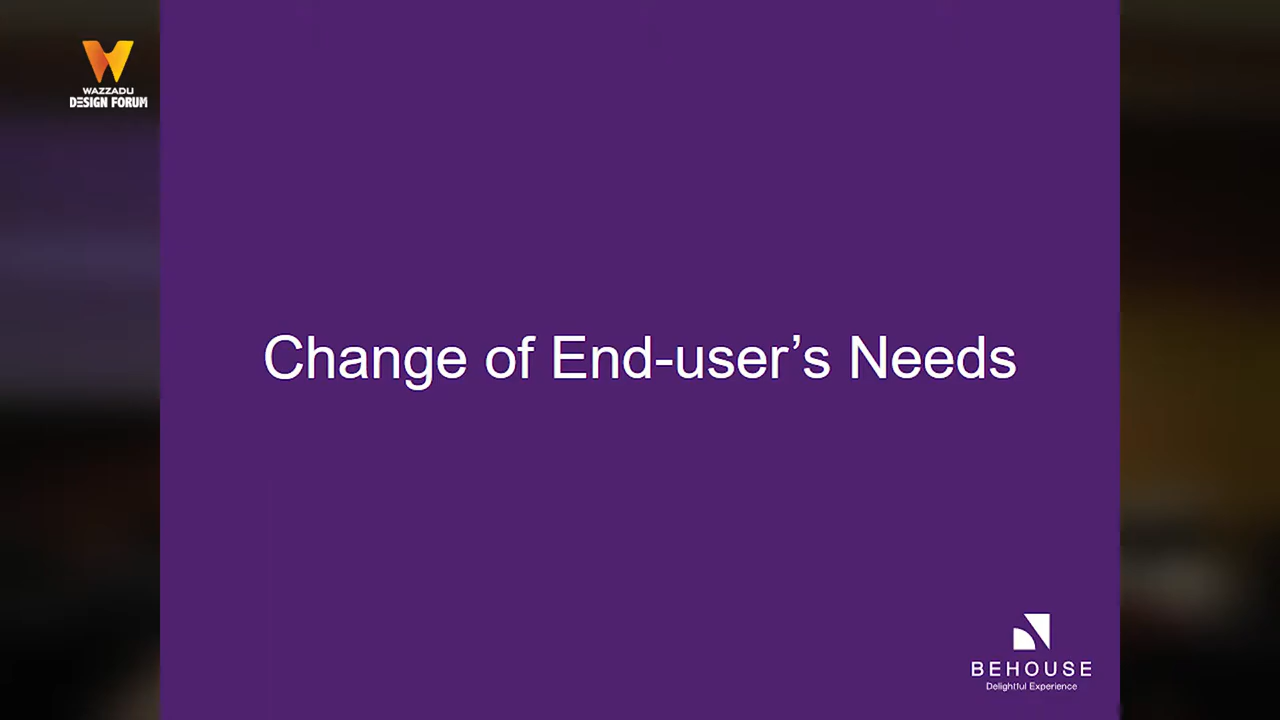 WAZZADU
DESIGN FORUM
Change of End-user’s Needs
BEHOUSE
Delightful Experience